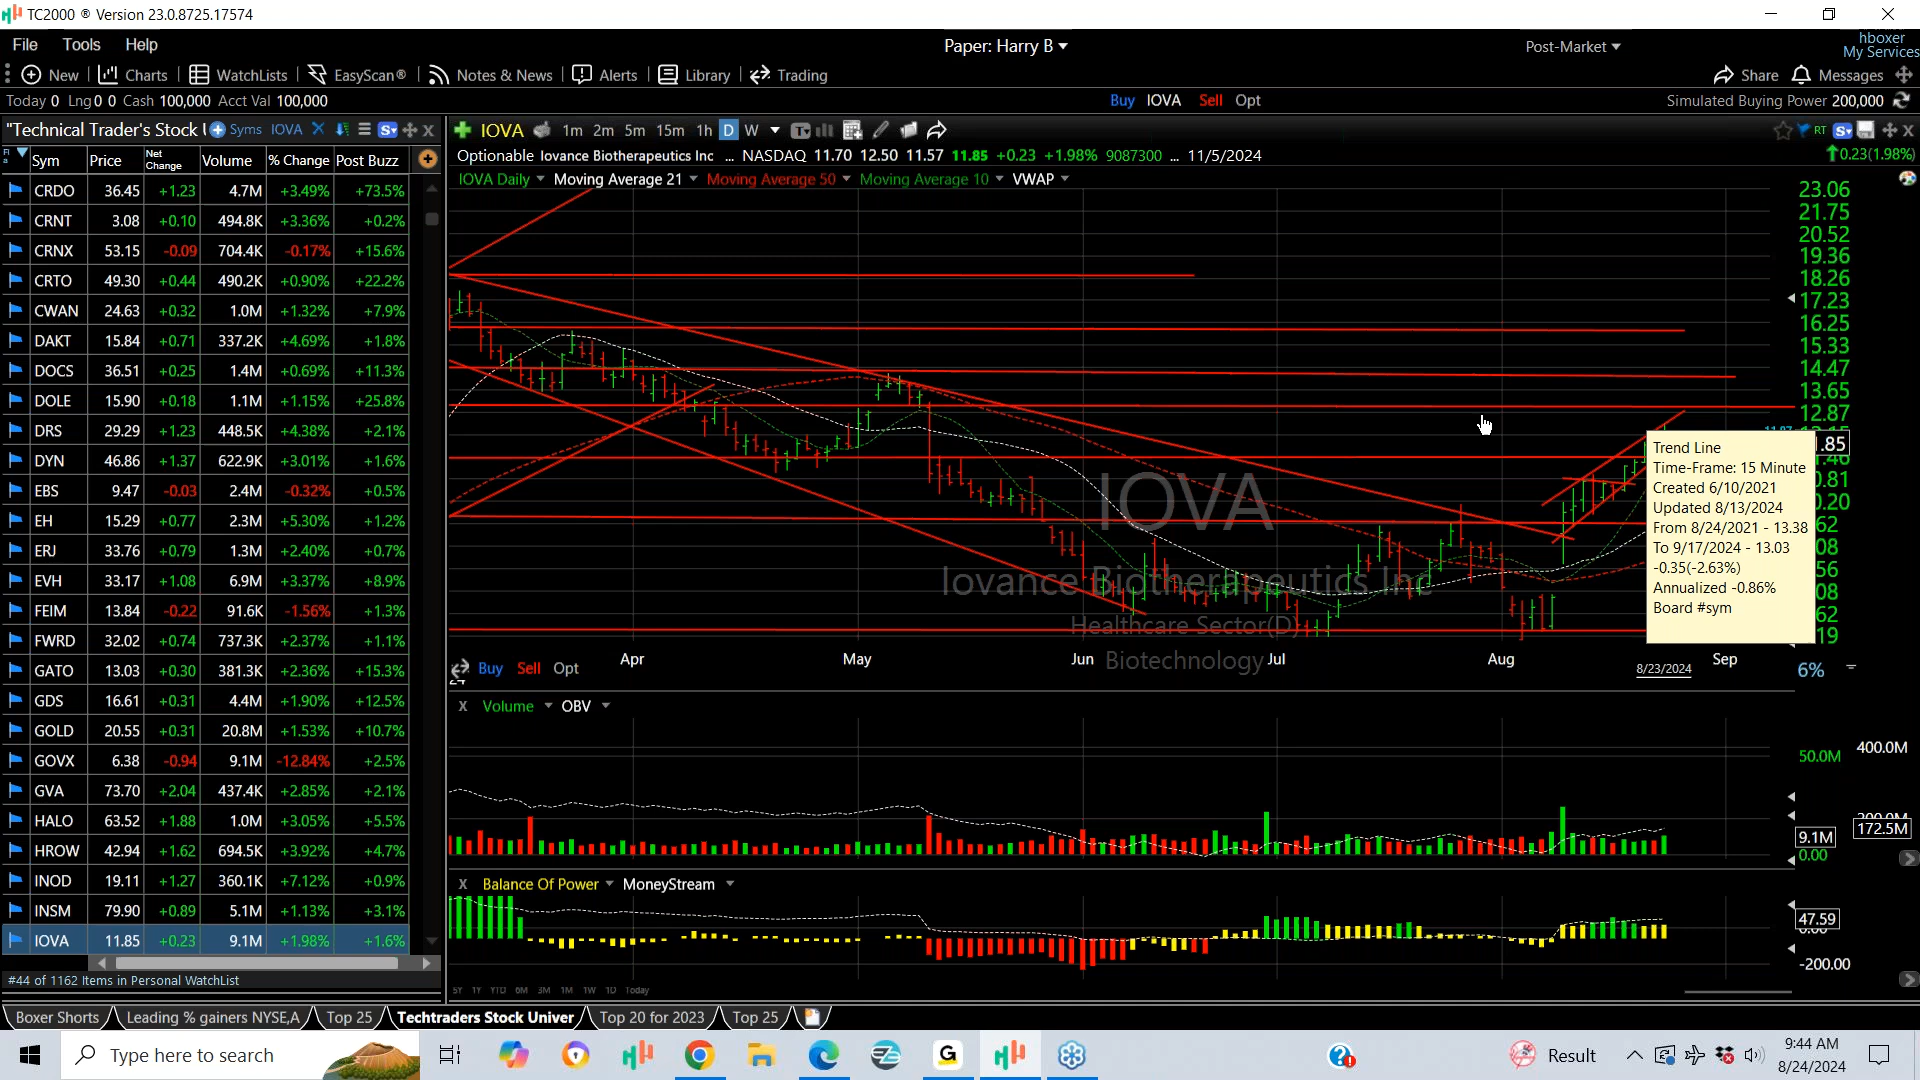 TC2000 ® Version 23.0.8725.17574
File Tools Help
Paper: Harry B
Post-Market
hboxer
My Services
New Charts WatchLists EasyScan® Notes & News Alerts Library Trading
Share Messages
Today 0 Lng 0 0 Cash 100,000 Acct Val 100,000
Buy IOVA Sell Opt
Simulated Buying Power 200,000
"Technical Trader's Stock Syms IOVA
IOVA 1m 2m 5m 15m 1h D W
RT
Optionable Iovance Biotherapeutics Inc ... NASDAQ 11.70 12.50 11.57 11.85 +0.23 +1.98% 9087300 ... 11/5/2024
0.23(1.98%)
IOVA Daily Moving Average 21 Moving Average 50 Moving Average 10 VWAP
Sym Price Net Change Volume % Change Post Buzz
CRDO 36.45 +1.23 4.7M +3.49% +73.5%
CRNT 3.08 +0.10 494.8K +3.36% +0.2%
CRNX 53.15 -0.09 704.4K -0.17% +15.6%
CRTO 49.30 +0.44 490.2K +0.90% +22.2%
CWAN 24.63 +0.32 1.0M +1.32% +7.9%
DAKT 15.84 +0.71 337.2K +4.69% +1.8%
DOCS 36.51 +0.25 1.4M +0.69% +11.3%
DOLE 15.90 +0.18 1.1M +1.15% +25.8%
DRS 29.29 +1.23 448.5K +4.38% +2.1%
DYN 46.86 +1.37 622.9K +3.01% +1.6%
EBS 9.47 -0.03 2.4M -0.32% +0.5%
EH 15.29 +0.77 2.3M +5.30% +1.2%
ERJ 33.76 +0.79 1.3M +2.40% +0.7%
EVH 33.17 +1.08 6.9M +3.37% +8.9%
FEIM 13.84 -0.22 91.6K -1.56% +1.3%
FWRD 32.02 +0.74 737.3K +2.37% +1.1%
GATO 13.03 +0.30 381.3K +2.36% +15.3%
GDS 16.61 +0.31 4.4M +1.90% +12.5%
GOLD 20.55 +0.31 20.8M +1.53% +10.7%
GOVX 6.38 -0.94 9.1M -12.84% +2.5%
GVA 73.70 +2.04 437.4K +2.85% +2.1%
HALO 63.52 +1.88 1.0M +3.05% +5.5%
HROW 42.94 +1.62 694.5K +3.92% +4.7%
INOD 19.11 +1.27 360.1K +7.12% +0.9%
INSM 79.90 +0.89 5.1M +1.13% +3.1%
IOVA 11.85 +0.23 9.1M +1.98% +1.6%
#44 of 1162 Items in Personal WatchList
23.06
21.75
20.52
19.36
18.26
17.23
16.25
15.33
14.47
13.65
12.87
IOVA
Iovance Biotherapeutics Inc
Healthcare Sector(D)
Biotechnology
Trend Line
Time-Frame: 15 Minute
Created 6/10/2021
Updated 8/13/2024
From 8/24/2021 - 13.38
To 9/17/2024 - 13.03
-0.35(-2.63%)
Annualized -0.86%
Board #sym
Buy Sell Opt
Apr May Jun Jul Aug 8/23/2024 Sep
6%
X Volume OBV
50.0M 400.0M
172.5M
9.1M
0.00
X Balance Of Power MoneyStream
47.59
-200.00
5Y 1Y YTD 6M 3M 1M 1W 1D Today
Boxer Shorts Leading % gainers NYSE,A Top 25 Techtraders Stock Univer Top 20 for 2023 Top 25
Type here to search
Result
9:44 AM
8/24/2024